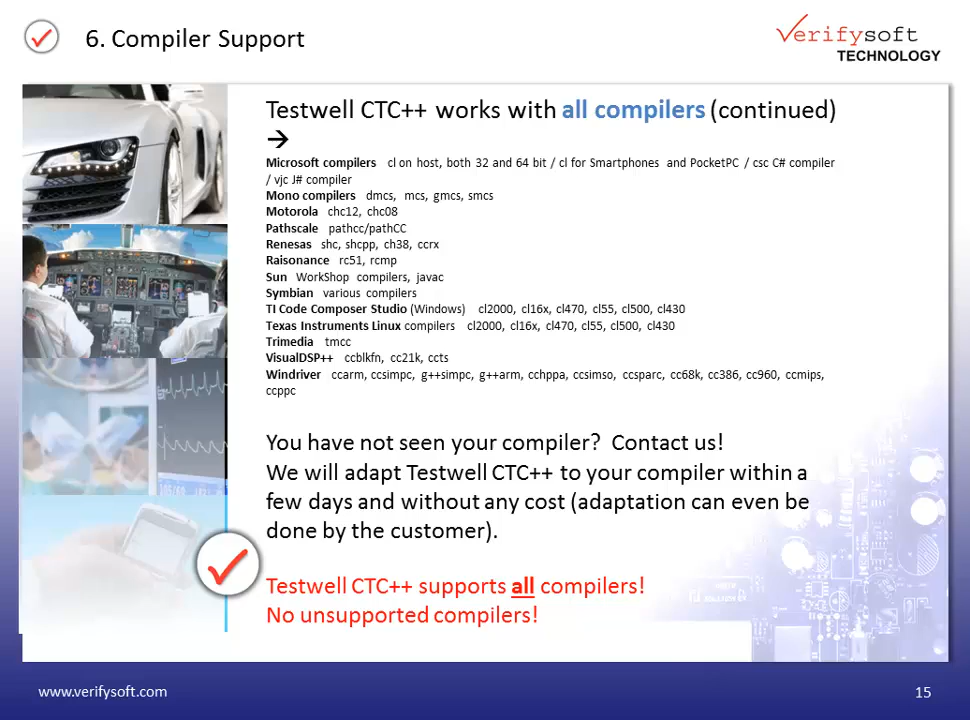 6. Compiler Support
Verifysoft
TECHNOLOGY
Testwell CTC++ works with all compilers (continued)
→
Microsoft compilers cl on host, both 32 and 64 bit / cl for Smartphones and PocketPC / csc C# compiler
/ vjc J# compiler
Mono compilers dmcs, mcs, gmcs, smcs
Motorola chc12, chc08
Pathscale pathcc/pathCC
Renesas shc, shcpp, ch38, ccrx
Raisonance rc51, rcmp
Sun WorkShop compilers, javac
Symbian various compilers
TI Code Composer Studio (Windows) cl2000, cl16x, cl470, cl55, cl500, cl430
Texas Instruments Linux compilers cl2000, cl16x, cl470, cl55, cl500, cl430
Trimedia tmcc
VisualDSP++ ccblkfn, cc21k, ccts
Windriver ccarm, ccsimpc, g++simpc, g++arm, cchppa, ccsimso, ccsparc, cc68k, cc386, cc960, ccmips,
ccppc
You have not seen your compiler? Contact us!
We will adapt Testwell CTC++ to your compiler within a
few days and without any cost (adaptation can even be
done by the customer).
Testwell CTC++ supports all compilers!
No unsupported compilers!
www.verifysoft.com
15